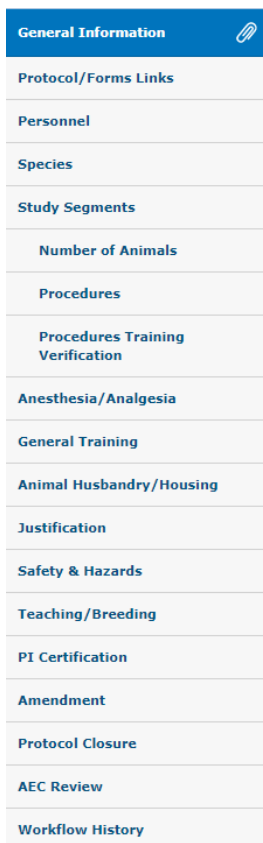 General Information
Protocol/Forms Links
Personnel
Species
Study Segments
Number of Animals
Procedures
Procedures Training
Verification
Anesthesia/Analgesia
General Training
Animal Husbandry/Housing
Justification
Safety & Hazards
Teaching/Breeding
PI Certification
Amendment
Protocol Closure
AEC Review
Workflow History